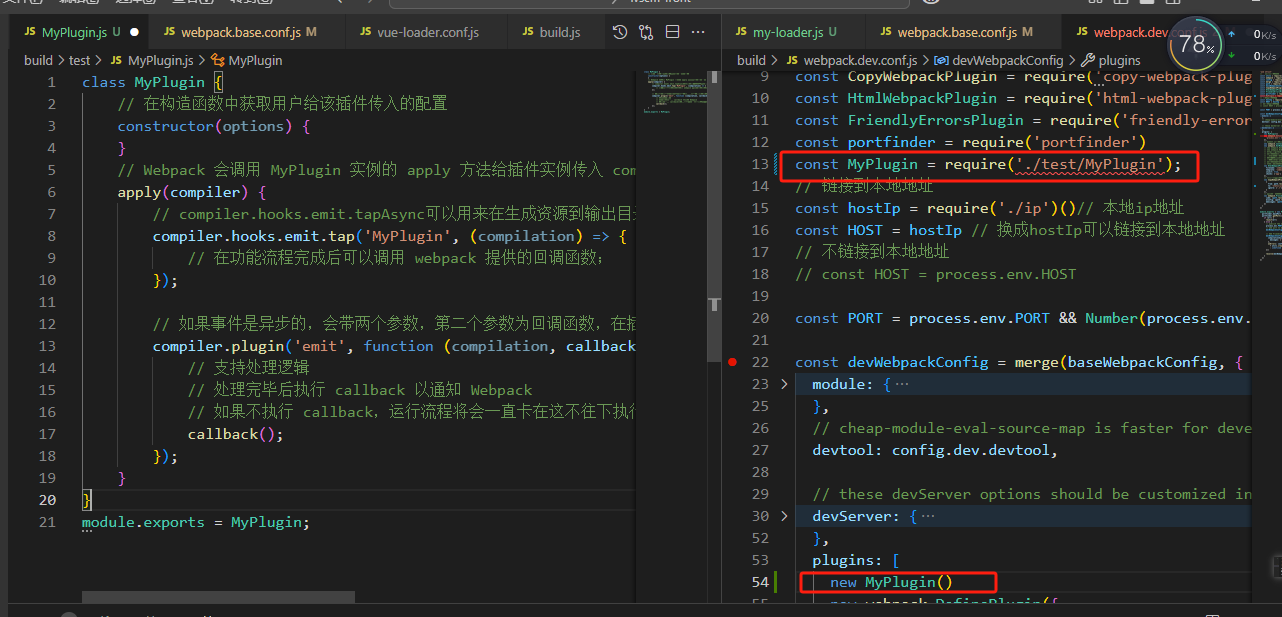 MyPlugin.js U
webpack.base.conf.js M
vue-loader.conf.js
build.js
build > test > MyPlugin.js > MyPlugin
1 class MyPlugin {
2 // 在构造函数中获取用户给该插件传入的配置
3 constructor(options) {
4 }
5 // Webpack 会调用 MyPlugin 实例的 apply 方法给插件实例传入 com
6 apply(compiler) {
7 // compiler.hooks.emit.tapAsync可以用来在生成资源到输出目
8 compiler.hooks.emit.tap('MyPlugin', (compilation) => {
9 // 在功能流程完成后可以调用 webpack 提供的回调函数;
10 });
11
12 // 如果事件是异步的，会带两个参数，第二个参数为回调函数，在
13 compiler.plugin('emit', function (compilation, callback
14 // 支持处理逻辑
15 // 处理完毕后执行 callback 以通知 Webpack
16 // 如果不执行 callback，运行流程将会一直卡在这不往下执行
17 callback();
18 });
19 }
20 }
21 module.exports = MyPlugin;
JS my-loader.js U
JS webpack.base.conf.js M
JS webpack.dev
78%
0K/s
0K/s
build > JS webpack.dev.conf.js > devWebpackConfig > plugins
9 const CopyWebpackPlugin = require('copy-webpack-plug
10 const HtmlWebpackPlugin = require('html-webpack-plug
11 const FriendlyErrorsPlugin = require('friendly-error
12 const portfinder = require('portfinder')
13 const MyPlugin = require('./test/MyPlugin');
14 // 链接到本地地址
15 const hostIp = require('./ip')()// 本地ip地址
16 const HOST = hostIp // 换成hostIp可以链接到本地地址
17 // 不链接到本地地址
18 // const HOST = process.env.HOST
19
20 const PORT = process.env.PORT && Number(process.env.
21
22 const devWebpackConfig = merge(baseWebpackConfig, {
23 module: { ⋯
25 },
26 // cheap-module-eval-source-map is faster for deve
27 devtool: config.dev.devtool,
28
29 // these devServer options should be customized in
30 devServer: { ⋯
52 },
53 plugins: [
54 new MyPlugin()